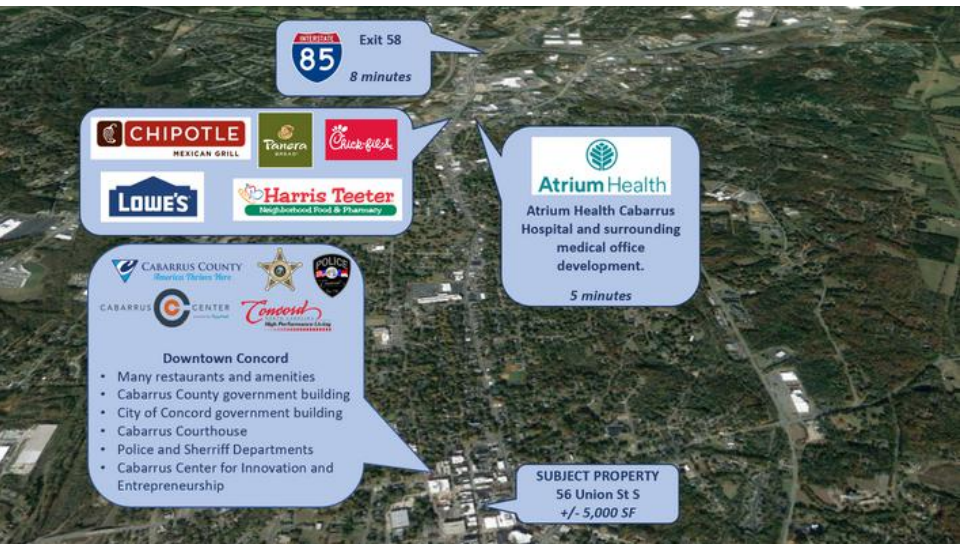 INTERSTATE
85
Exit 58
8 minutes
CHIPOTLE
MEXICAN GRILL
Panera
BREAD
Chick-fil-A
LOWE'S
Harris Teeter
Neighborhood Food & Pharmacy
Atrium Health
Atrium Health Cabarrus
Hospital and surrounding
medical office
development.
5 minutes
CABARRUS COUNTY
America Thrives Here
POLICE
CABARRUS CENTER
Concord
NORTH CAROLINA
High Performance Living
Downtown Concord
• Many restaurants and amenities
• Cabarrus County government building
• City of Concord government building
• Cabarrus Courthouse
• Police and Sherriff Departments
• Cabarrus Center for Innovation and
Entrepreneurship
SUBJECT PROPERTY
56 Union St S
+/- 5,000 SF